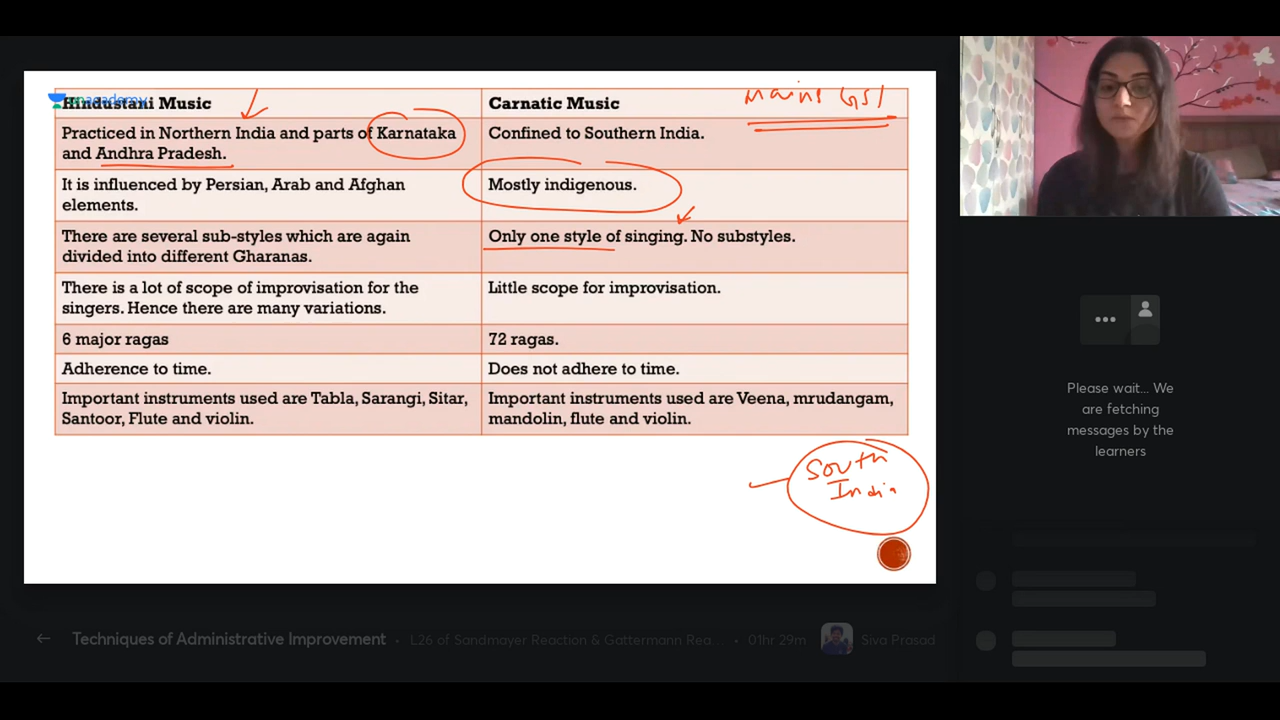 Hindustani Music
Carnatic Music
Mains GS1
Practiced in Northern India and parts of Karnataka
and Andhra Pradesh.
Confined to Southern India.
It is influenced by Persian, Arab and Afghan
elements.
Mostly indigenous.
There are several sub-styles which are again
divided into different Gharanas.
Only one style of singing. No substyles.
There is a lot of scope of improvisation for the
singers. Hence there are many variations.
Little scope for improvisation.
6 major ragas
72 ragas.
Adherence to time.
Does not adhere to time.
Important instruments used are Tabla, Sarangi, Sitar,
Santoor, Flute and violin.
Important instruments used are Veena, mrudangam,
mandolin, flute and violin.
South
India
Please wait... We
are fetching
messages by the
learners
Techniques of Administrative Improvement • L26 of Sandmayer Reaction & Gattermann Rea... • 01hr 29m Siva Prasad